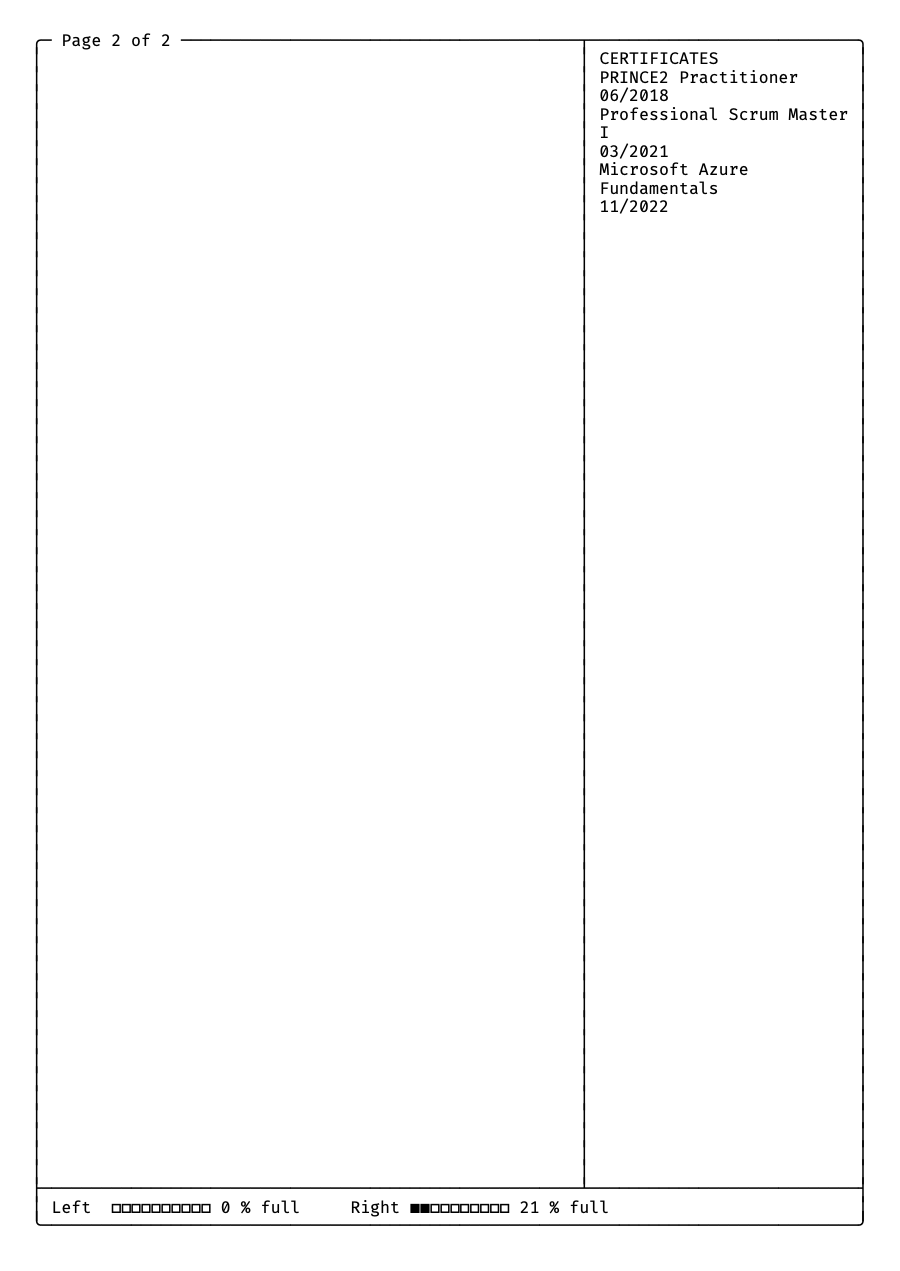 Page 2 of 2
CERTIFICATES
PRINCE2 Practitioner
06/2018
Professional Scrum Master
I
03/2021
Microsoft Azure
Fundamentals
11/2022
Left □□□□□□□□□□ 0 % full Right ■■□□□□□□□□ 21 % full